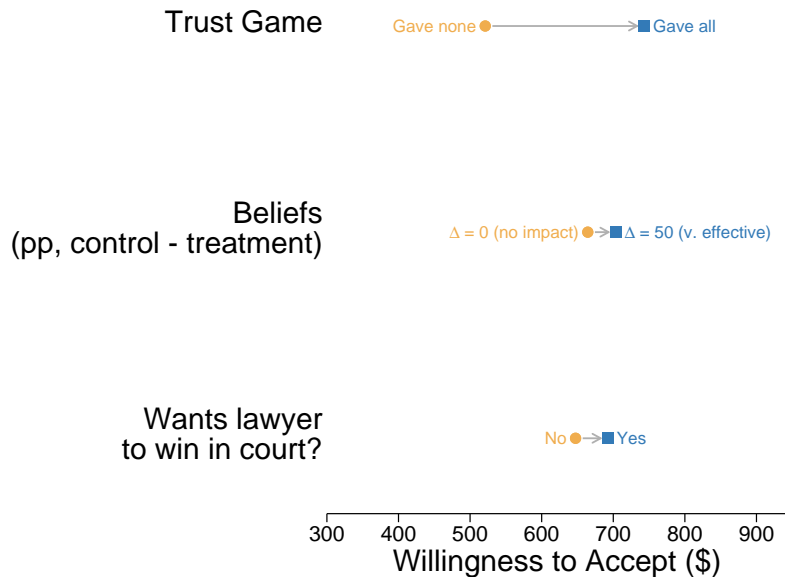 Trust Game
Gave none
Gave all
Beliefs
(pp, control - treatment)
Δ = 0 (no impact)
Δ = 50 (v. effective)
Wants lawyer
to win in court?
No
Yes
300 400 500 600 700 800 900
Willingness to Accept ($)